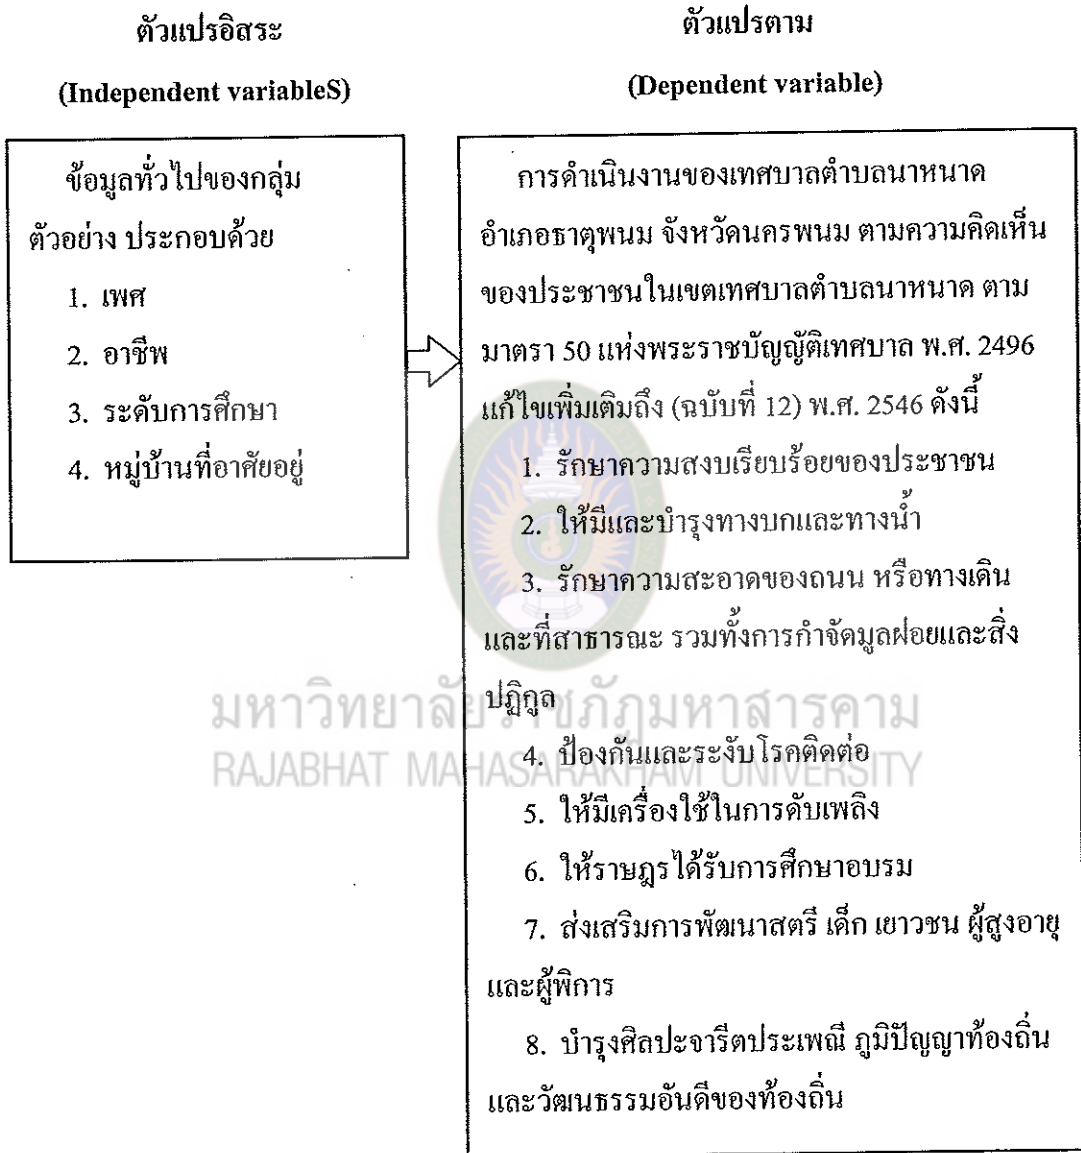 ตัวแปรอิสระ
(Independent variableS)
ข้อมูลทั่วไปของกลุ่ม
ตัวอย่าง ประกอบด้วย
1. เพศ
2. อาชีพ
3. ระดับการศึกษา
4. หมู่บ้านที่อาศัยอยู่
ตัวแปรตาม
(Dependent variable)
การดำเนินงานของเทศบาลตำบลนาหนาด
อำเภอธาตุพนม จังหวัดนครพนม ตามความคิดเห็น
ของประชาชนในเขตเทศบาลตำบลนาหนาด ตาม
มาตรา 50 แห่งพระราชบัญญัติเทศบาล พ.ศ. 2496
แก้ไขเพิ่มเติมถึง (ฉบับที่ 12) พ.ศ. 2546 ดังนี้
1. รักษาความสงบเรียบร้อยของประชาชน
2. ให้มีและบำรุงทางบกและทางน้ำ
3. รักษาความสะอาดของถนน หรือทางเดิน
และที่สาธารณะ รวมทั้งการกำจัดมูลฝอยและสิ่ง
ปฏิกูล
4. ป้องกันและระงับโรคติดต่อ
5. ให้มีเครื่องใช้ในการดับเพลิง
6. ให้ราษฎรได้รับการศึกษาอบรม
7. ส่งเสริมการพัฒนาสตรี เด็ก เยาวชน ผู้สูงอายุ
และผู้พิการ
8. บำรุงศิลปะจารีตประเพณี ภูมิปัญญาท้องถิ่น
และวัฒนธรรมอันดีของท้องถิ่น
มหาวิทยาลัยราชภัฏมหาสารคาม
RAJABHAT MAHASARAKHAM UNIVERSITY